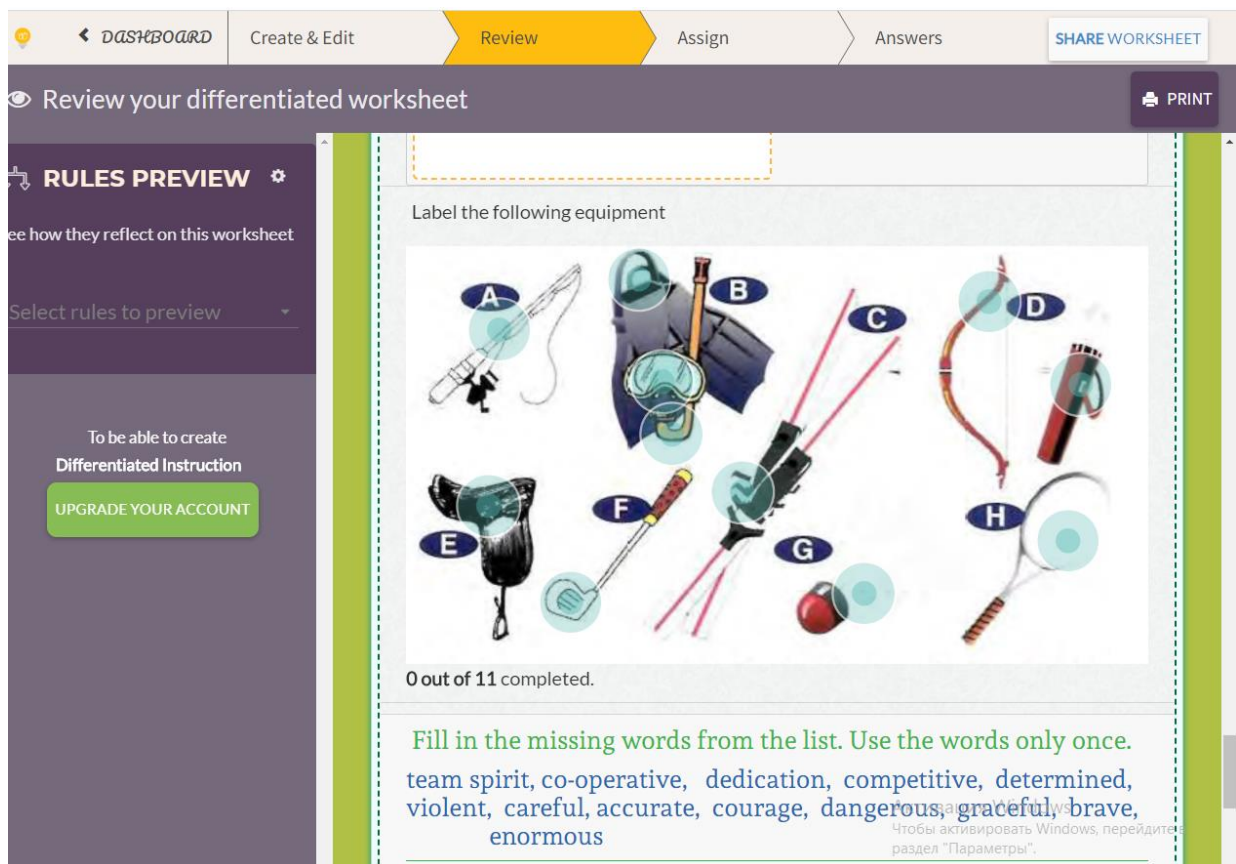 DASHBOARD
Create & Edit
Review
Assign
Answers
SHARE WORKSHEET
Review your differentiated worksheet
PRINT
RULES PREVIEW
ee how they reflect on this worksheet
Select rules to preview
To be able to create
Differentiated Instruction
UPGRADE YOUR ACCOUNT
Label the following equipment
A
B
C
D
E
F
G
H
0 out of 11 completed.
Fill in the missing words from the list. Use the words only once.
team spirit, co-operative, dedication, competitive, determined,
violent, careful, accurate, courage, dangerous, graceful, brave,
enormous
Активация Windows
Чтобы активировать Windows, перейдите в
раздел "Параметры".